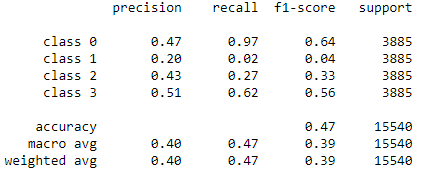 precision recall f1-score support
class 0 0.47 0.97 0.64 3885
class 1 0.20 0.02 0.04 3885
class 2 0.43 0.27 0.33 3885
class 3 0.51 0.62 0.56 3885
accuracy 0.47 15540
macro avg 0.40 0.47 0.39 15540
weighted avg 0.40 0.47 0.39 15540